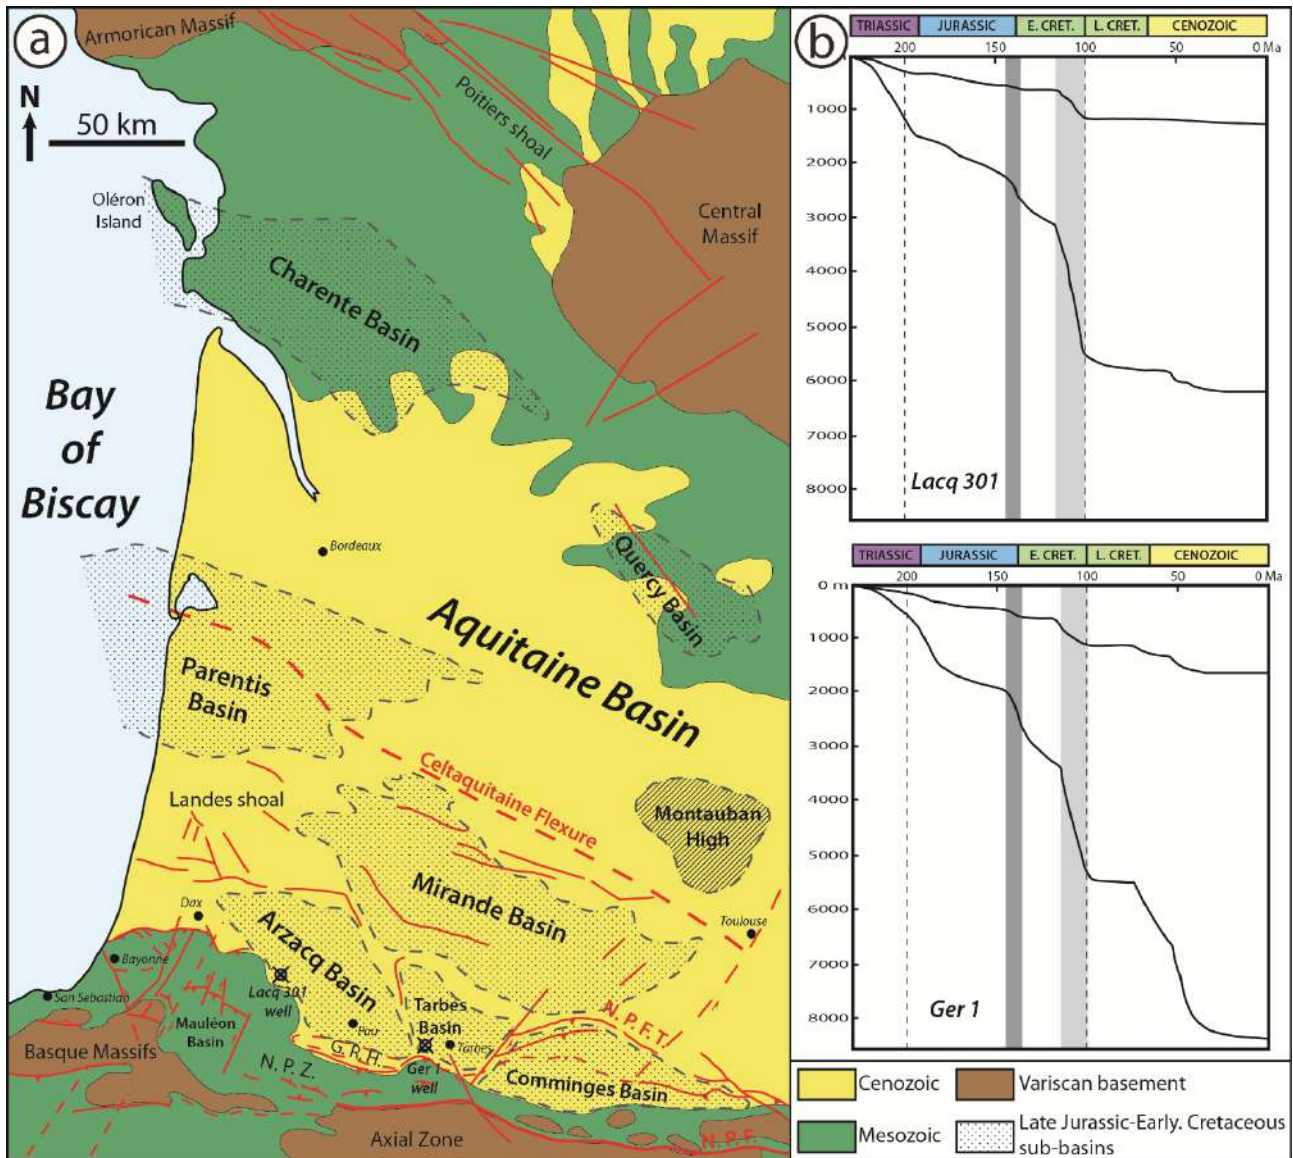 a
Armorican Massif
N
50 km
Poitiers shoal
Oléron
Island
Central
Massif
Charente Basin
Bay
of
Biscay
Bordeaux
Quercy Basin
Aquitaine Basin
Parentis
Basin
Celtaquitaine Flexure
Landes shoal
Montauban
High
Mirande Basin
Toulouse
Dax
Arzacq Basin
Bayonne
Lacq 301
well
San Sebastian
Mauléon
Basin
Tarbes
Basin
N.P.F.T.
Pau
Tarbes
Basque Massifs
G.P.H.
N.P.Z.
Ger 1
well
Comminges Basin
Axial Zone
N.P.F.
b
TRIASSIC JURASSIC E. CRET. L. CRET. CENOZOIC
200 150 100 50 0 Ma
1000
2000
3000
4000
5000
6000
7000
8000
Lacq 301
TRIASSIC JURASSIC E. CRET. L. CRET. CENOZOIC
200 150 100 50 0 Ma
0 m
1000
2000
3000
4000
5000
6000
7000
8000
Ger 1
Cenozoic
Variscan basement
Mesozoic
Late Jurassic-Early. Cretaceous
sub-basins